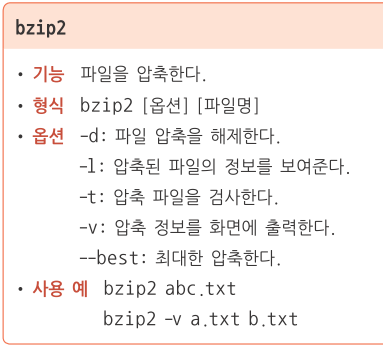 bzip2
• 기능 파일을 압축한다.
• 형식 bzip2 [옵션] [파일명]
• 옵션 -d: 파일 압축을 해제한다.
-l: 압축된 파일의 정보를 보여준다.
-t: 압축 파일을 검사한다.
-v: 압축 정보를 화면에 출력한다.
--best: 최대한 압축한다.
• 사용 예 bzip2 abc.txt
bzip2 -v a.txt b.txt